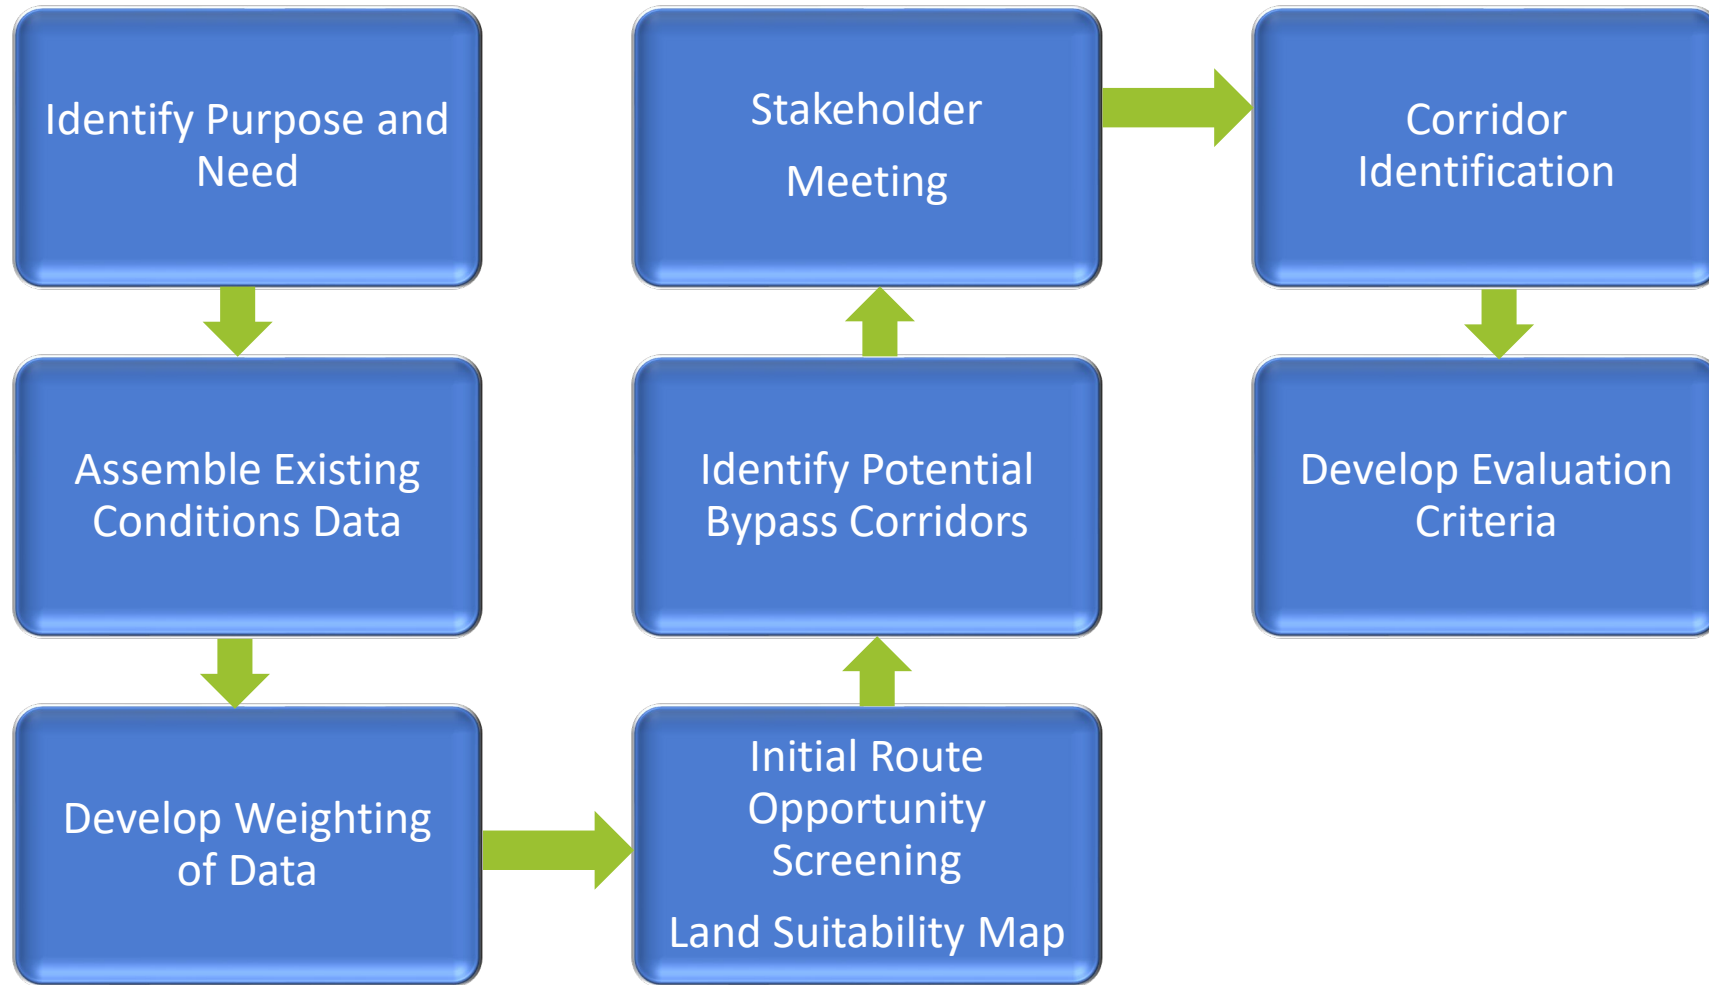 Identify Purpose and
Need
Assemble Existing
Conditions Data
Develop Weighting
of Data
Initial Route
Opportunity
Screening
Land Suitability Map
Identify Potential
Bypass Corridors
Stakeholder
Meeting
Corridor
Identification
Develop Evaluation
Criteria